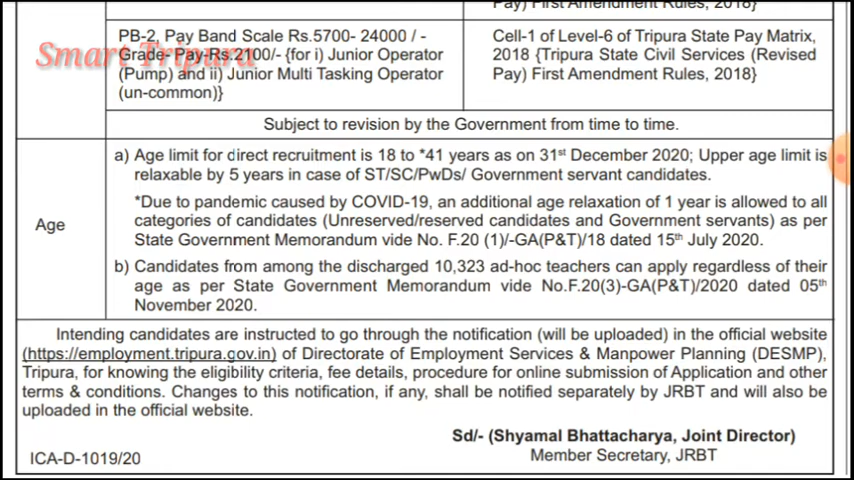 Pay) First Amendment Rules, 2018}
PB-2, Pay Band Scale Rs.5700- 24000 / -
Grade- Pay-Rs.2100/- {for i) Junior Operator
(Pump) and ii) Junior Multi Tasking Operator
(un-common)}
Cell-1 of Level-6 of Tripura State Pay Matrix,
2018 {Tripura State Civil Services (Revised
Pay) First Amendment Rules, 2018}
Smart Tripura
Subject to revision by the Government from time to time.
Age
a) Age limit for direct recruitment is 18 to *41 years as on 31st December 2020; Upper age limit is
relaxable by 5 years in case of ST/SC/PwDs/ Government servant candidates.
*Due to pandemic caused by COVID-19, an additional age relaxation of 1 year is allowed to all
categories of candidates (Unreserved/reserved candidates and Government servants) as per
State Government Memorandum vide No. F.20 (1)/-GA(P&T)/18 dated 15th July 2020.
b) Candidates from among the discharged 10,323 ad-hoc teachers can apply regardless of their
age as per State Government Memorandum vide No.F.20(3)-GA(P&T)/2020 dated 05th
November 2020.
Intending candidates are instructed to go through the notification (will be uploaded) in the official website
(https://employment.tripura.gov.in) of Directorate of Employment Services & Manpower Planning (DESMP),
Tripura, for knowing the eligibility criteria, fee details, procedure for online submission of Application and other
terms & conditions. Changes to this notification, if any, shall be notified separately by JRBT and will also be
uploaded in the official website.
Sd/- (Shyamal Bhattacharya, Joint Director)
Member Secretary, JRBT
ICA-D-1019/20